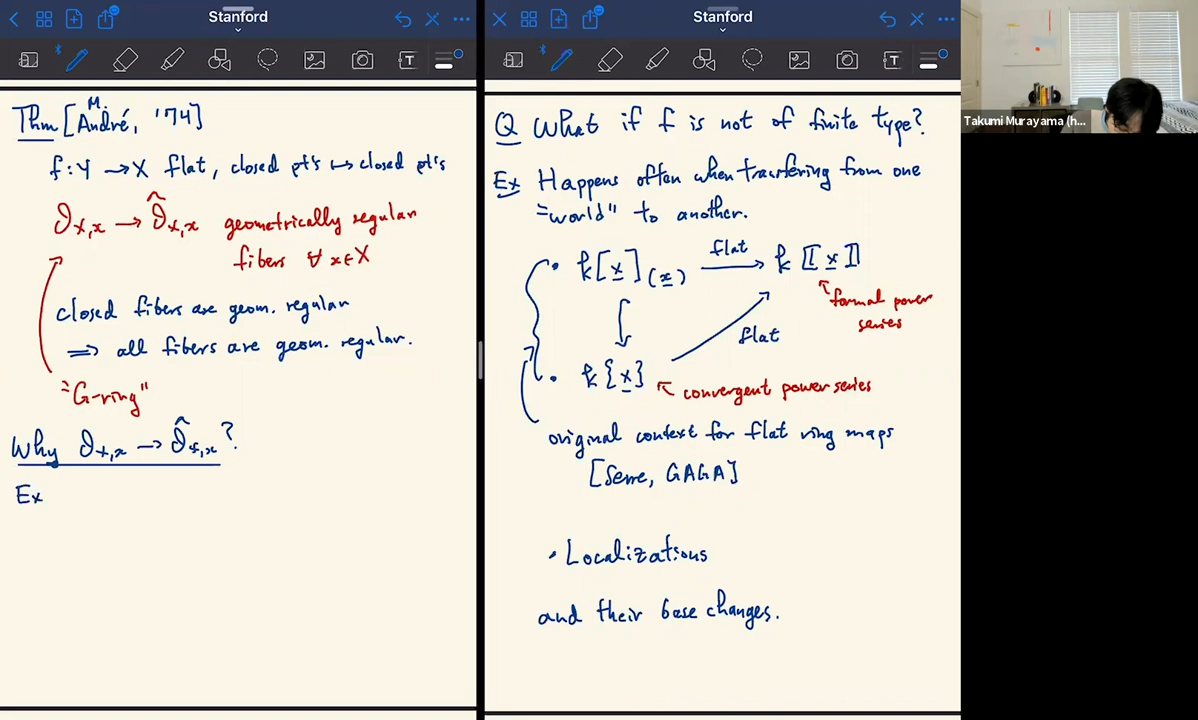 Stanford
Thm [M. André, '74]
f: Y → X flat, closed pt's ↦ closed pt's
𝒪_{X,x} → 𝒪̂_{X,x} geometrically regular
fibers ∀ x∈X
closed fibers are geom. regular
⟹ all fibers are geom. regular.
"G-ring"
Why 𝒪_{X,x} → 𝒪̂_{X,x}?
Ex
Stanford
Q What if f is not of finite type?
Ex Happens often when transfering from one
"world" to another.
• k[x]_(x) flat → k[[x]]
formal power
series
flat
• k{x} convergent power series
original context for flat ring maps
[Serre, GAGA]
• Localizations
and their base changes.
Takumi Murayama (h...